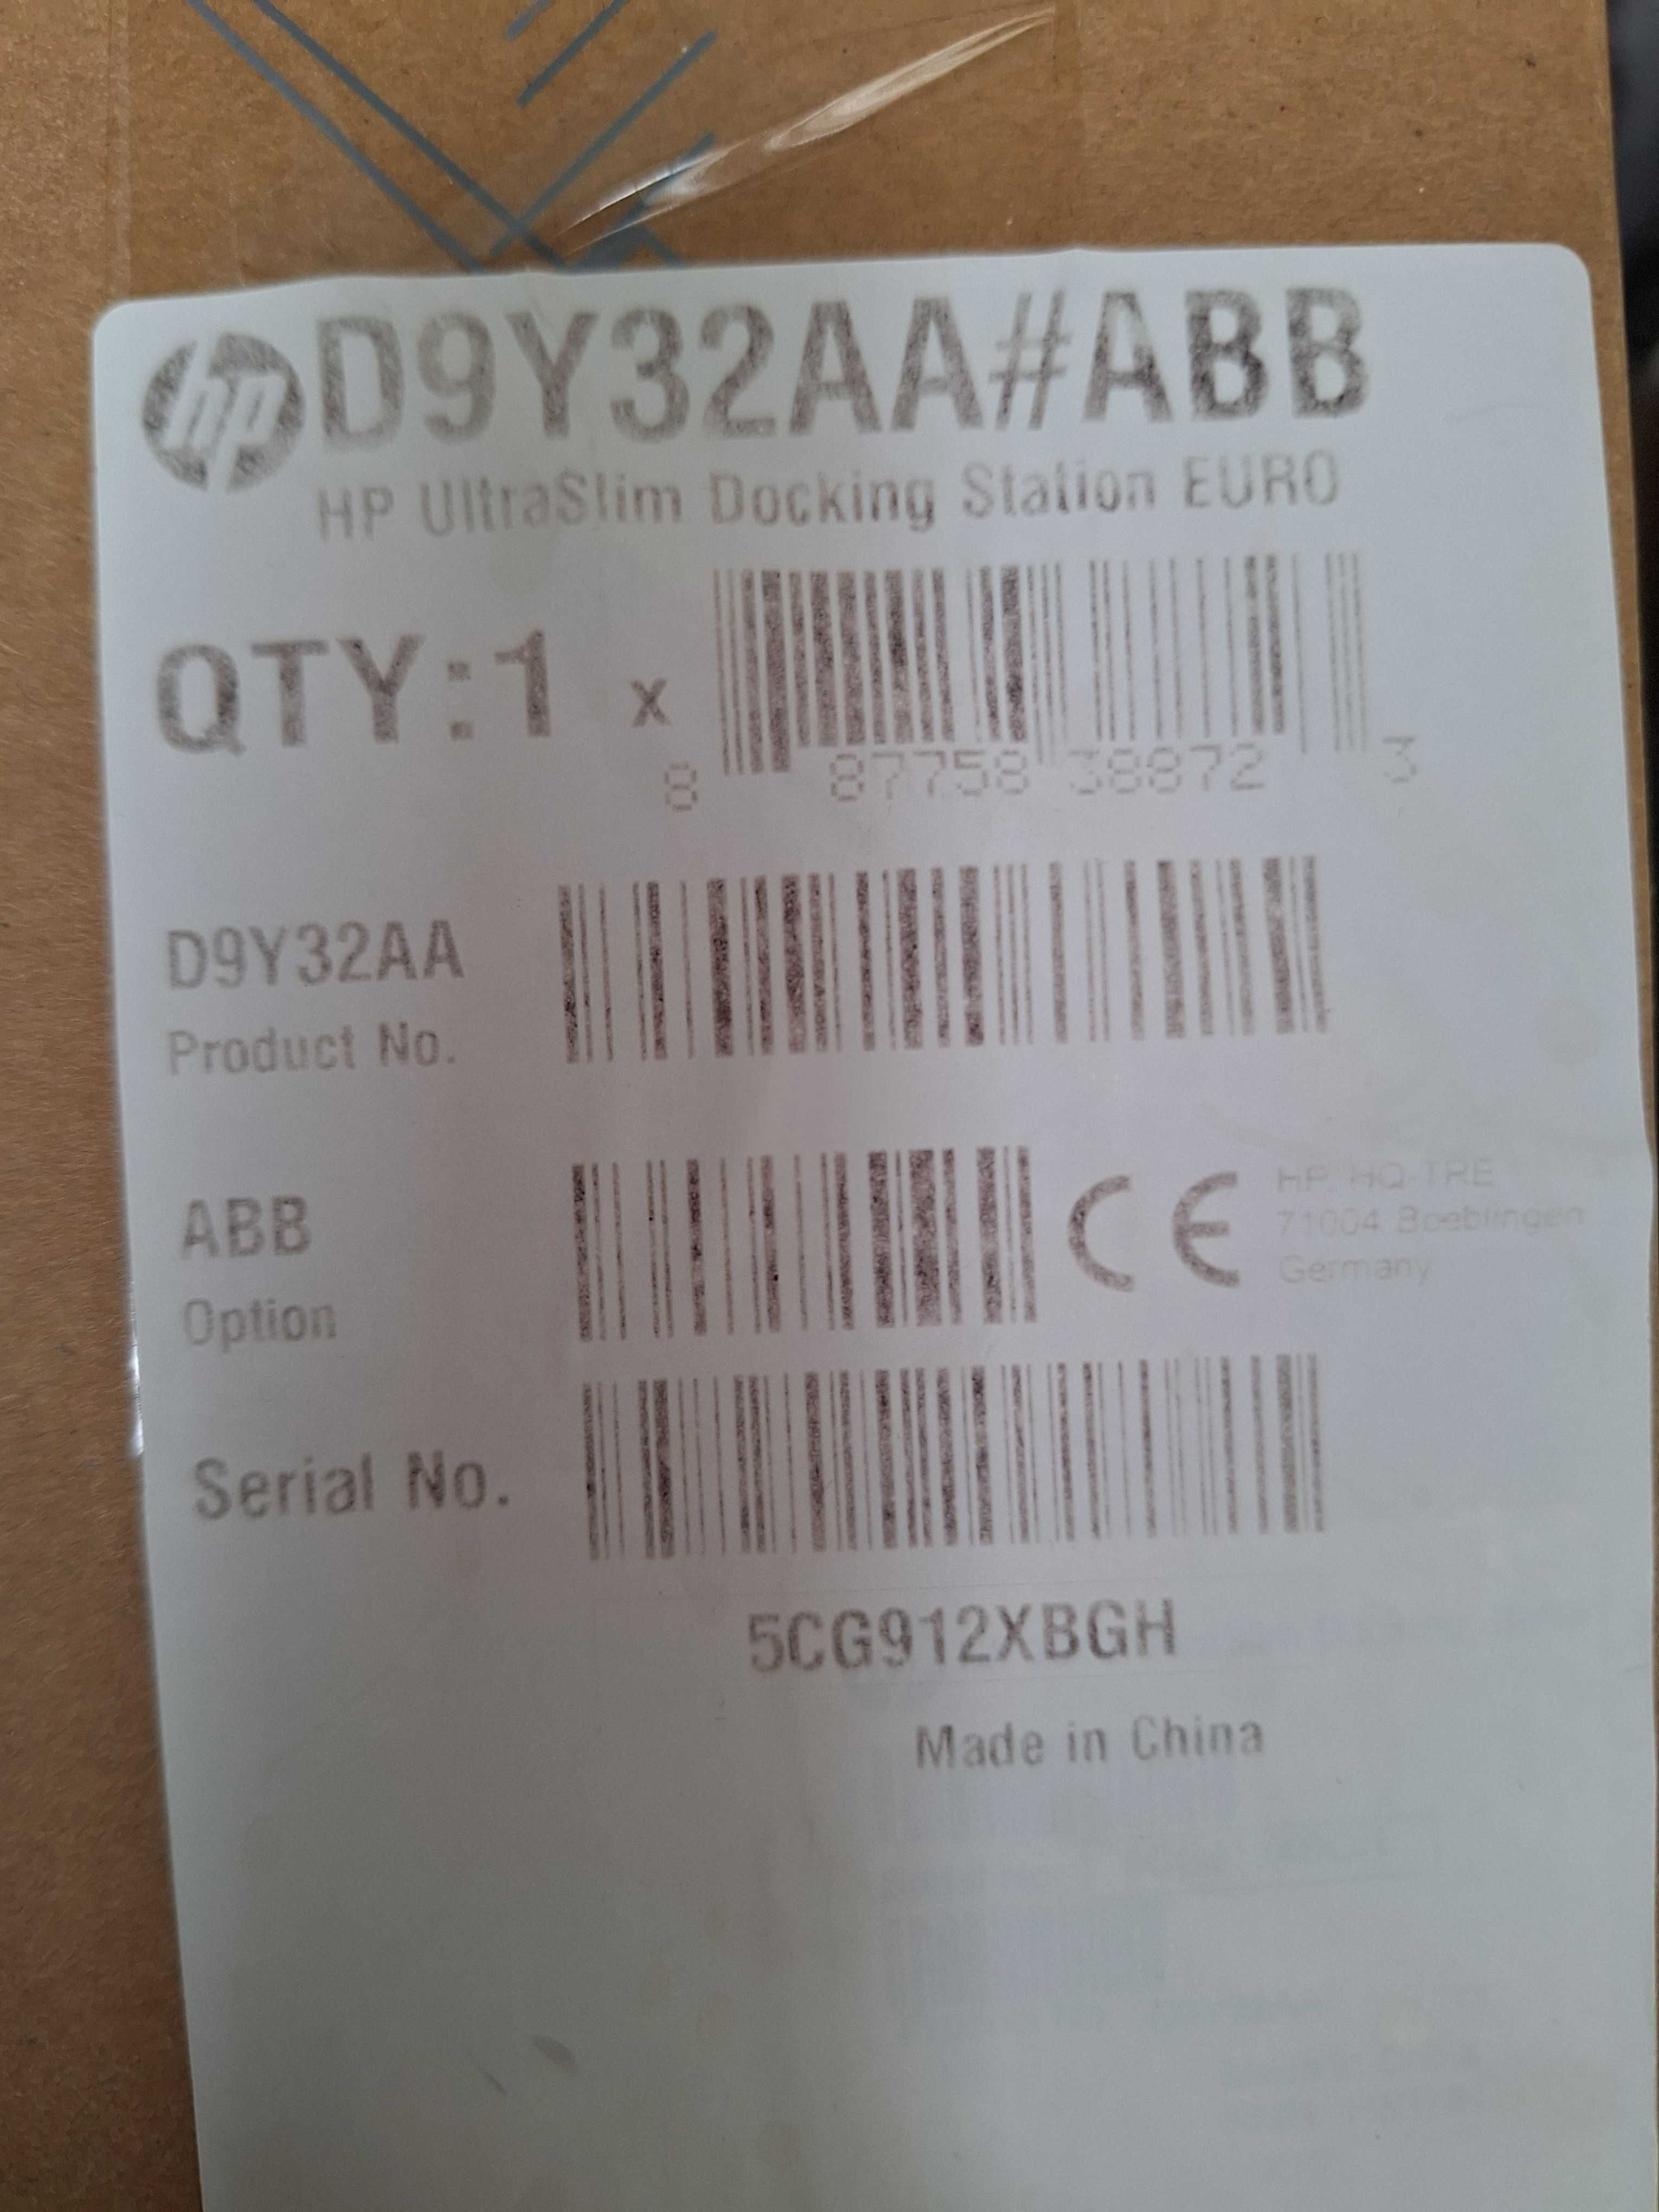 hp D9Y32AA#ABB
HP UltraSlim Docking Station EURO
QTY:1 x
8 87758 38872 3
D9Y32AA
Product No.
ABB
Option
HP, HQ-TRE
71004 Boeblingen
Germany
CE
Serial No.
5CG912XBGH
Made in China